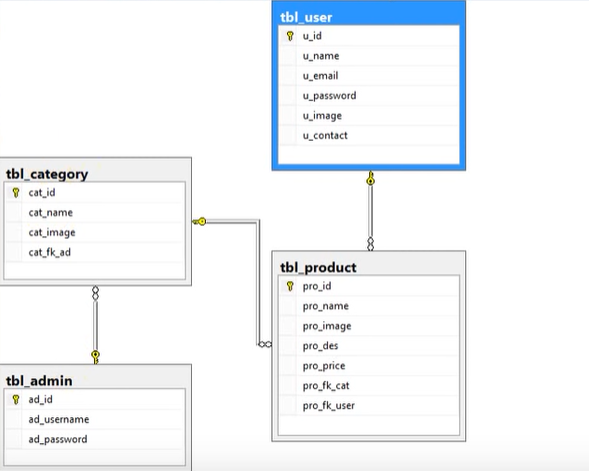 tbl_user
u_id
u_name
u_email
u_password
u_image
u_contact
tbl_category
cat_id
cat_name
cat_image
cat_fk_ad
tbl_product
pro_id
pro_name
pro_image
pro_des
pro_price
pro_fk_cat
pro_fk_user
tbl_admin
ad_id
ad_username
ad_password